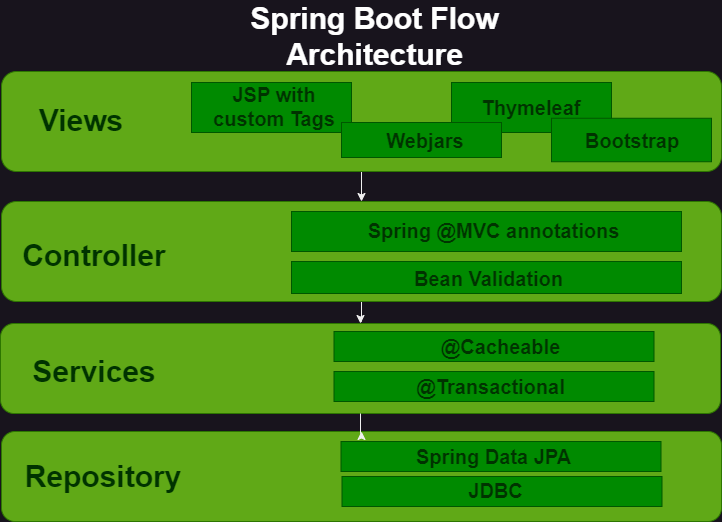 Spring Boot Flow
Architecture
Views
JSP with
custom Tags
Thymeleaf
Webjars
Bootstrap
Controller
Spring @MVC annotations
Bean Validation
Services
@Cacheable
@Transactional
Repository
Spring Data JPA
JDBC